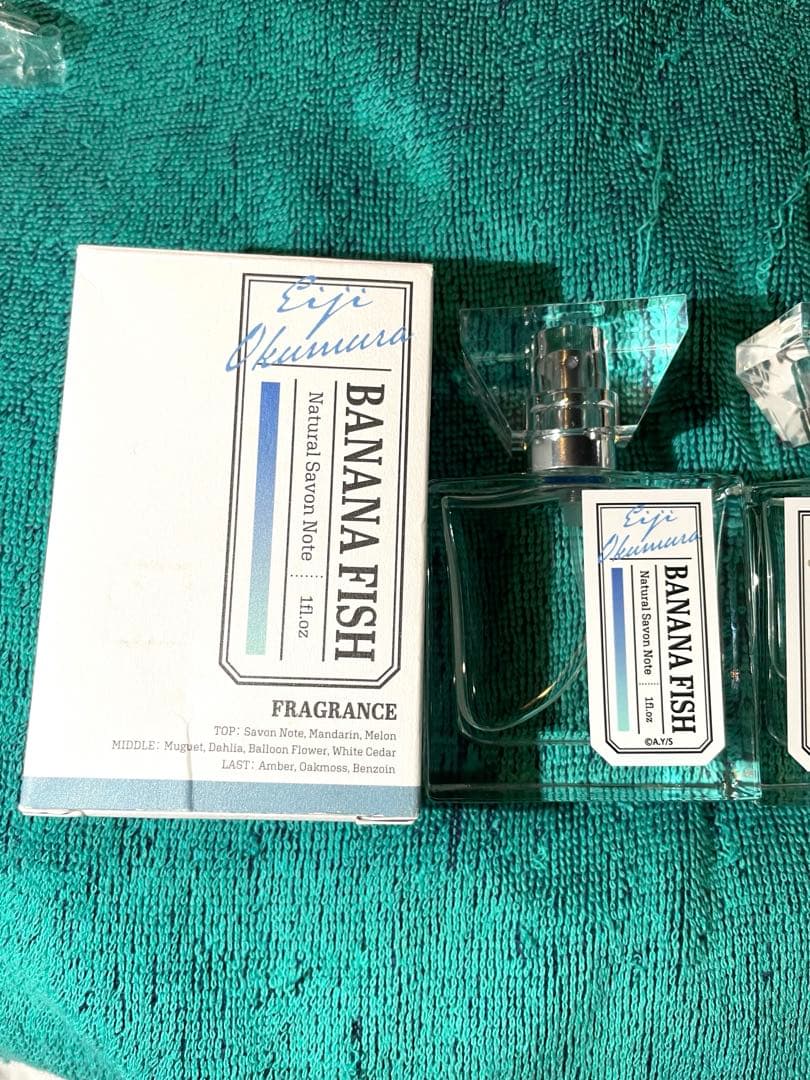 Eiji
Okumura
BANANA FISH
Natural Savon Note
1fl.oz
FRAGRANCE
TOP: Savon Note, Mandarin, Melon
MIDDLE: Muguet, Dahlia, Balloon Flower, White Cedar
LAST: Amber, Oakmoss, Benzoin
Eiji
Okumura
BANANA FISH
Natural Savon Note
1fl.oz
©A.Y/S